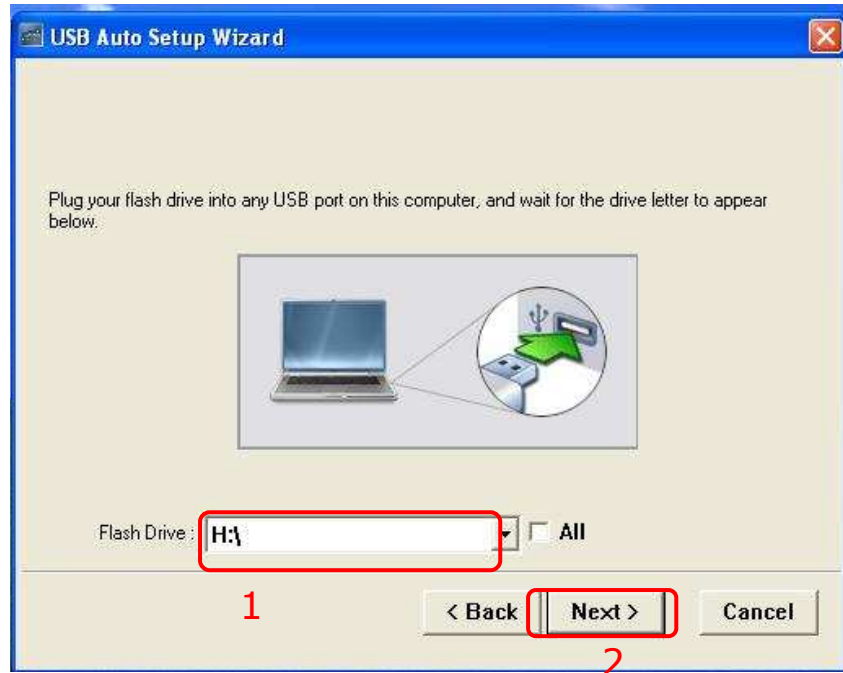 USB Auto Setup Wizard
Plug your flash drive into any USB port on this computer, and wait for the drive letter to appear
below.
Flash Drive : H:\ All
1
< Back Next > Cancel
2